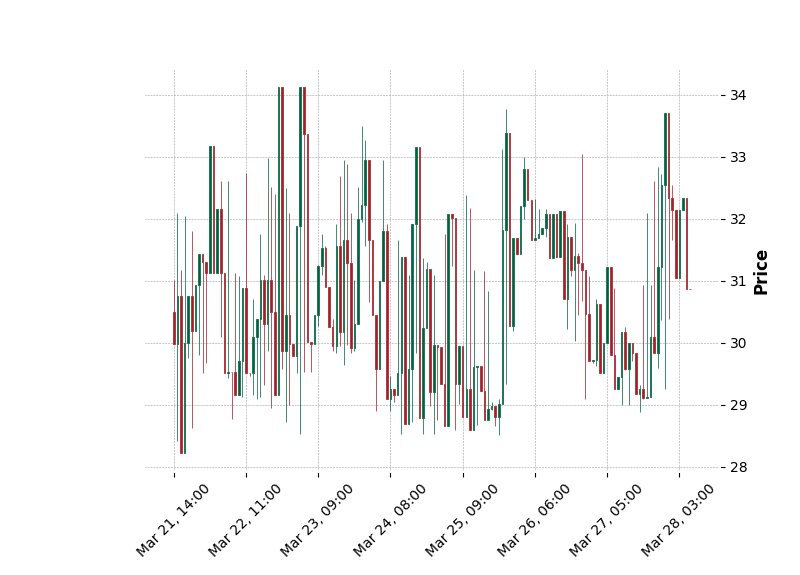 34
33
32
31
30
29
28
Price
Mar 21, 14:00
Mar 22, 11:00
Mar 23, 09:00
Mar 24, 08:00
Mar 25, 09:00
Mar 26, 06:00
Mar 27, 05:00
Mar 28, 03:00